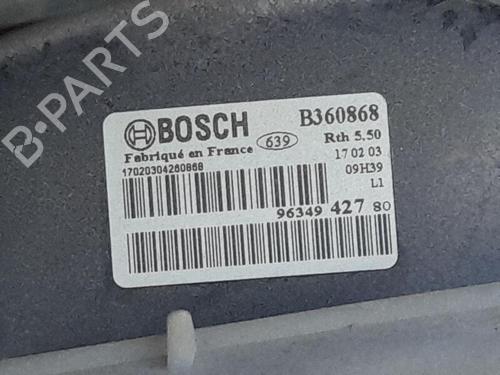 BOSCH
B360868
Fabriqué en France
639
Rth 5,50
17020304260868
17 02 03
09H39
L1
96349 427 80
B-PARTS